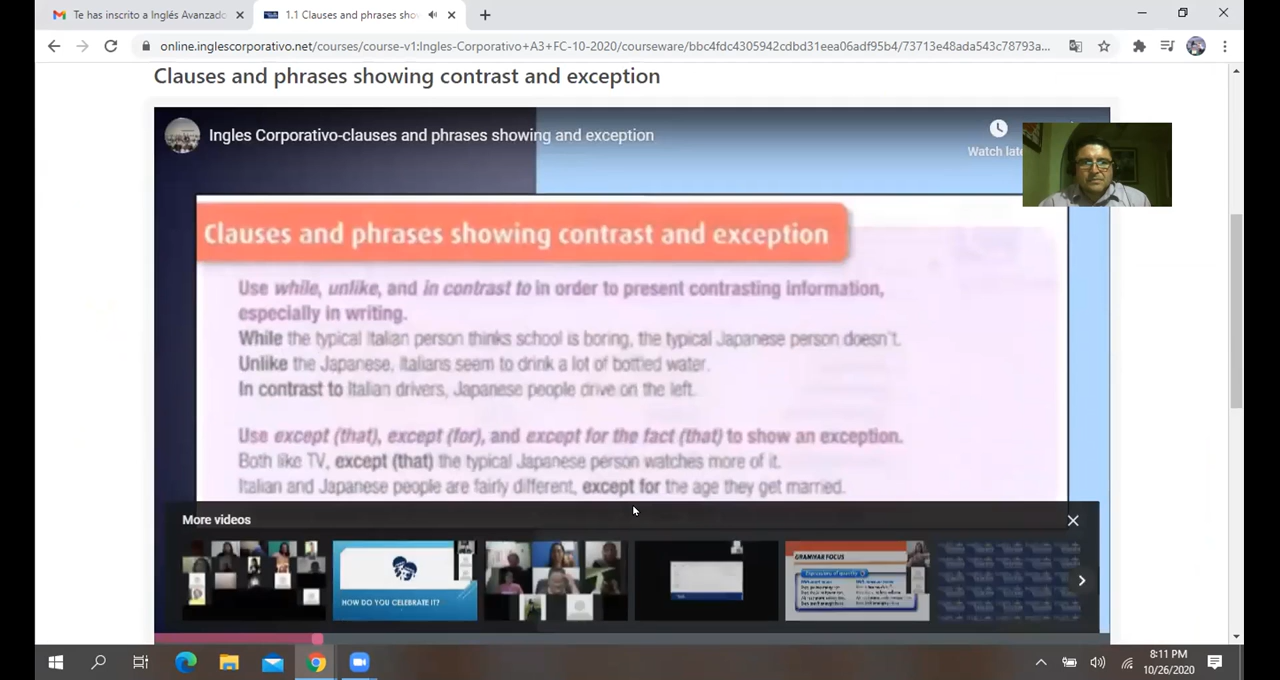 Te has inscrito a Inglés Avanzado
1.1 Clauses and phrases sho
online.inglescorporativo.net/courses/course-v1:Ingles-Corporativo+A3+FC-10-2020/courseware/bbc4fdc4305942cdbd31eea06adf95b4/73713e48ada543c78793a...
Clauses and phrases showing contrast and exception
Ingles Corporativo-clauses and phrases showing and exception
Watch late
Clauses and phrases showing contrast and exception
Use while, unlike, and in contrast to in order to present contrasting information,
especially in writing.
While the typical Italian person thinks school is boring, the typical Japanese person doesn't.
Unlike the Japanese, Italians seem to drink a lot of bottled water.
In contrast to Italian drivers, Japanese people drive on the left.
Use except (that), except (for), and except for the fact (that) to show an exception.
Both like TV, except (that) the typical Japanese person watches more of it.
Italian and Japanese people are fairly different, except for the age they get married.
More videos
HOW DO YOU CELEBRATE IT?
GRAMMAR FOCUS
8:11 PM
10/26/2020